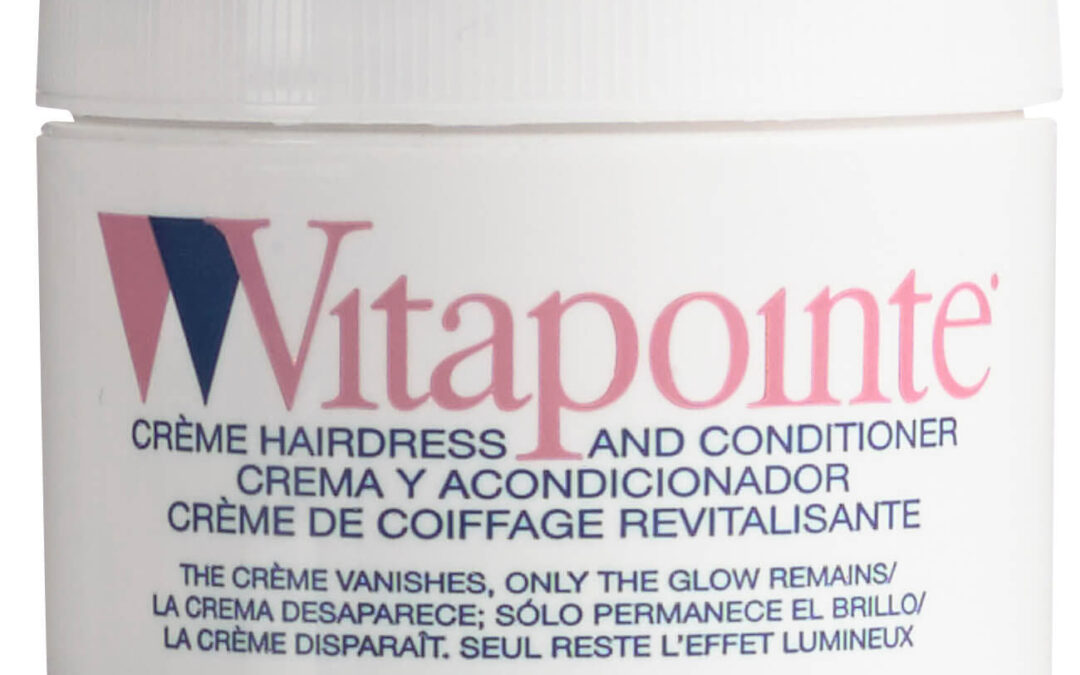 Vitapointe
CRÈME HAIRDRESS AND CONDITIONER
CREMA Y ACONDICIONADOR
CRÈME DE COIFFAGE REVITALISANTE
THE CRÈME VANISHES, ONLY THE GLOW REMAINS/
LA CREMA DESAPARECE; SÓLO PERMANECE EL BRILLO/
LA CRÈME DISPARAÎT. SEUL RESTE L'EFFET LUMINEUX